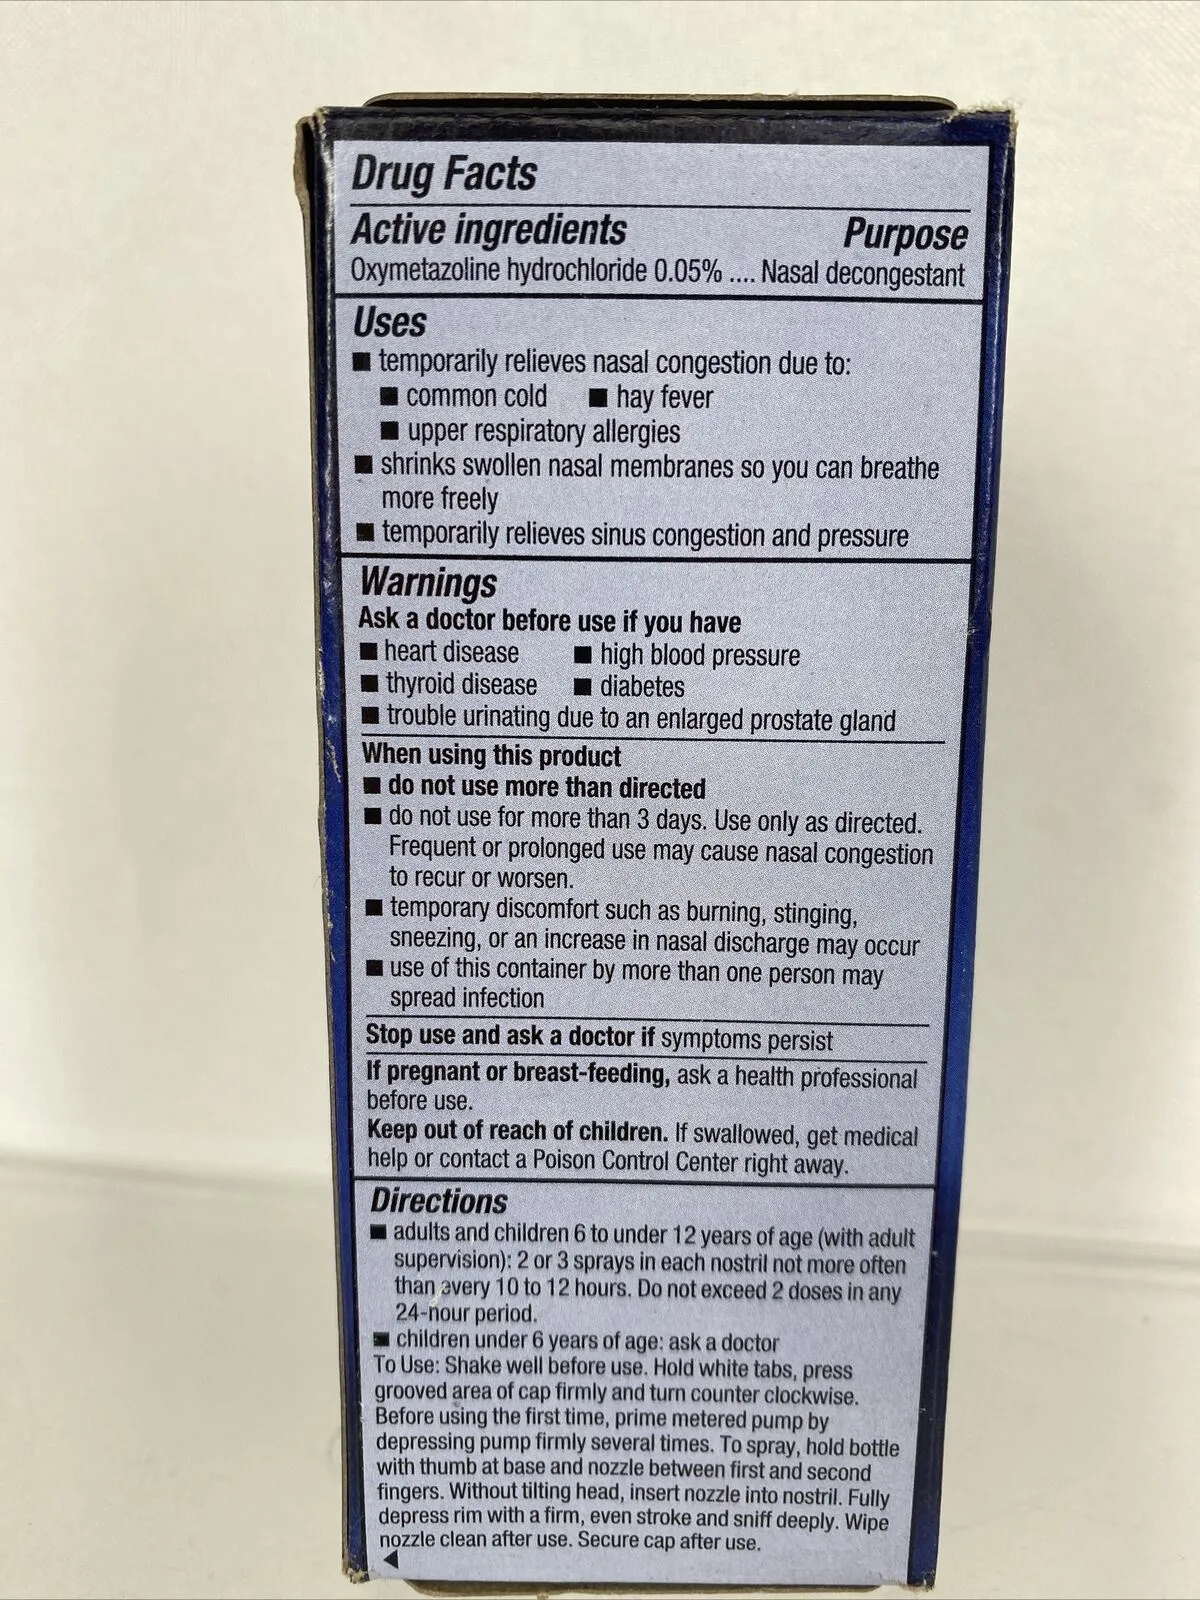 Drug Facts
Active ingredients Purpose
Oxymetazoline hydrochloride 0.05% .... Nasal decongestant
Uses
■ temporarily relieves nasal congestion due to:
■ common cold ■ hay fever
■ upper respiratory allergies
■ shrinks swollen nasal membranes so you can breathe
more freely
■ temporarily relieves sinus congestion and pressure
Warnings
Ask a doctor before use if you have
■ heart disease ■ high blood pressure
■ thyroid disease ■ diabetes
■ trouble urinating due to an enlarged prostate gland
When using this product
■ do not use more than directed
■ do not use for more than 3 days. Use only as directed.
Frequent or prolonged use may cause nasal congestion
to recur or worsen.
■ temporary discomfort such as burning, stinging,
sneezing, or an increase in nasal discharge may occur
■ use of this container by more than one person may
spread infection
Stop use and ask a doctor if symptoms persist
If pregnant or breast-feeding, ask a health professional
before use.
Keep out of reach of children. If swallowed, get medical
help or contact a Poison Control Center right away.
Directions
■ adults and children 6 to under 12 years of age (with adult
supervision): 2 or 3 sprays in each nostril not more often
than every 10 to 12 hours. Do not exceed 2 doses in any
24-hour period.
■ children under 6 years of age: ask a doctor
To Use: Shake well before use. Hold white tabs, press
grooved area of cap firmly and turn counter clockwise.
Before using the first time, prime metered pump by
depressing pump firmly several times. To spray, hold bottle
with thumb at base and nozzle between first and second
fingers. Without tilting head, insert nozzle into nostril. Fully
depress rim with a firm, even stroke and sniff deeply. Wipe
nozzle clean after use. Secure cap after use.